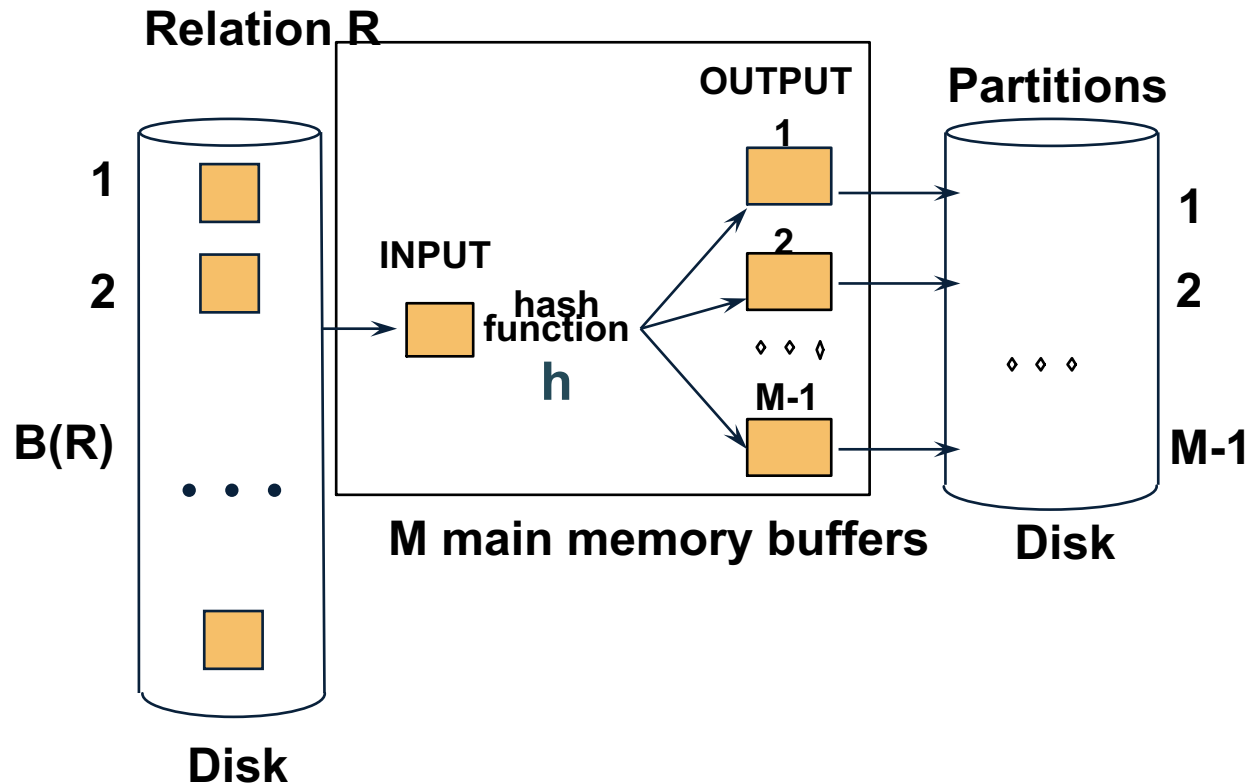 Relation R
OUTPUT
Partitions
1
1
1
2
INPUT
2
2
hash
function
h
M-1
B(R)
M-1
M main memory buffers
Disk
Disk